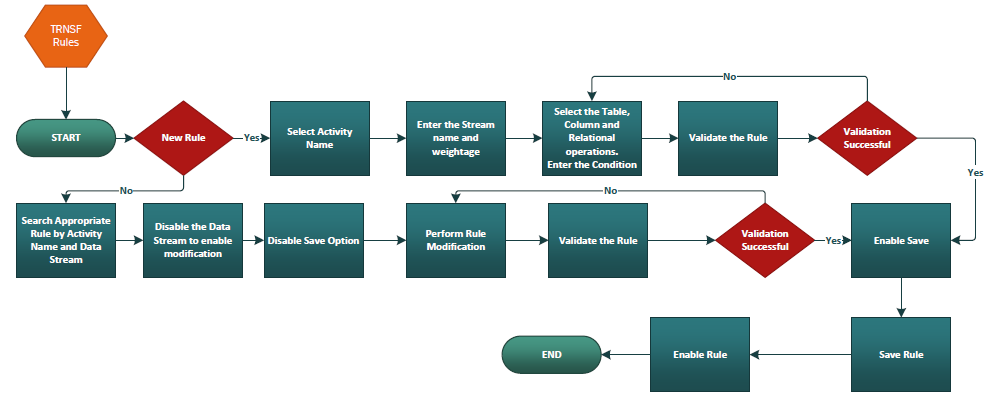 TRNSF
Rules
No
START
New Rule
Yes
Select Activity
Name
Enter the Stream
name and
weightage
Select the Table,
Column and
Relational
operations.
Enter the Condition
Validate the Rule
Validation
Successful
Yes
No
No
Search Appropriate
Rule by Activity
Name and Data
Stream
Disable the Data
Stream to enable
modification
Disable Save Option
Perform Rule
Modification
Validate the Rule
Validation
Successful
Yes
Enable Save
END
Enable Rule
Save Rule